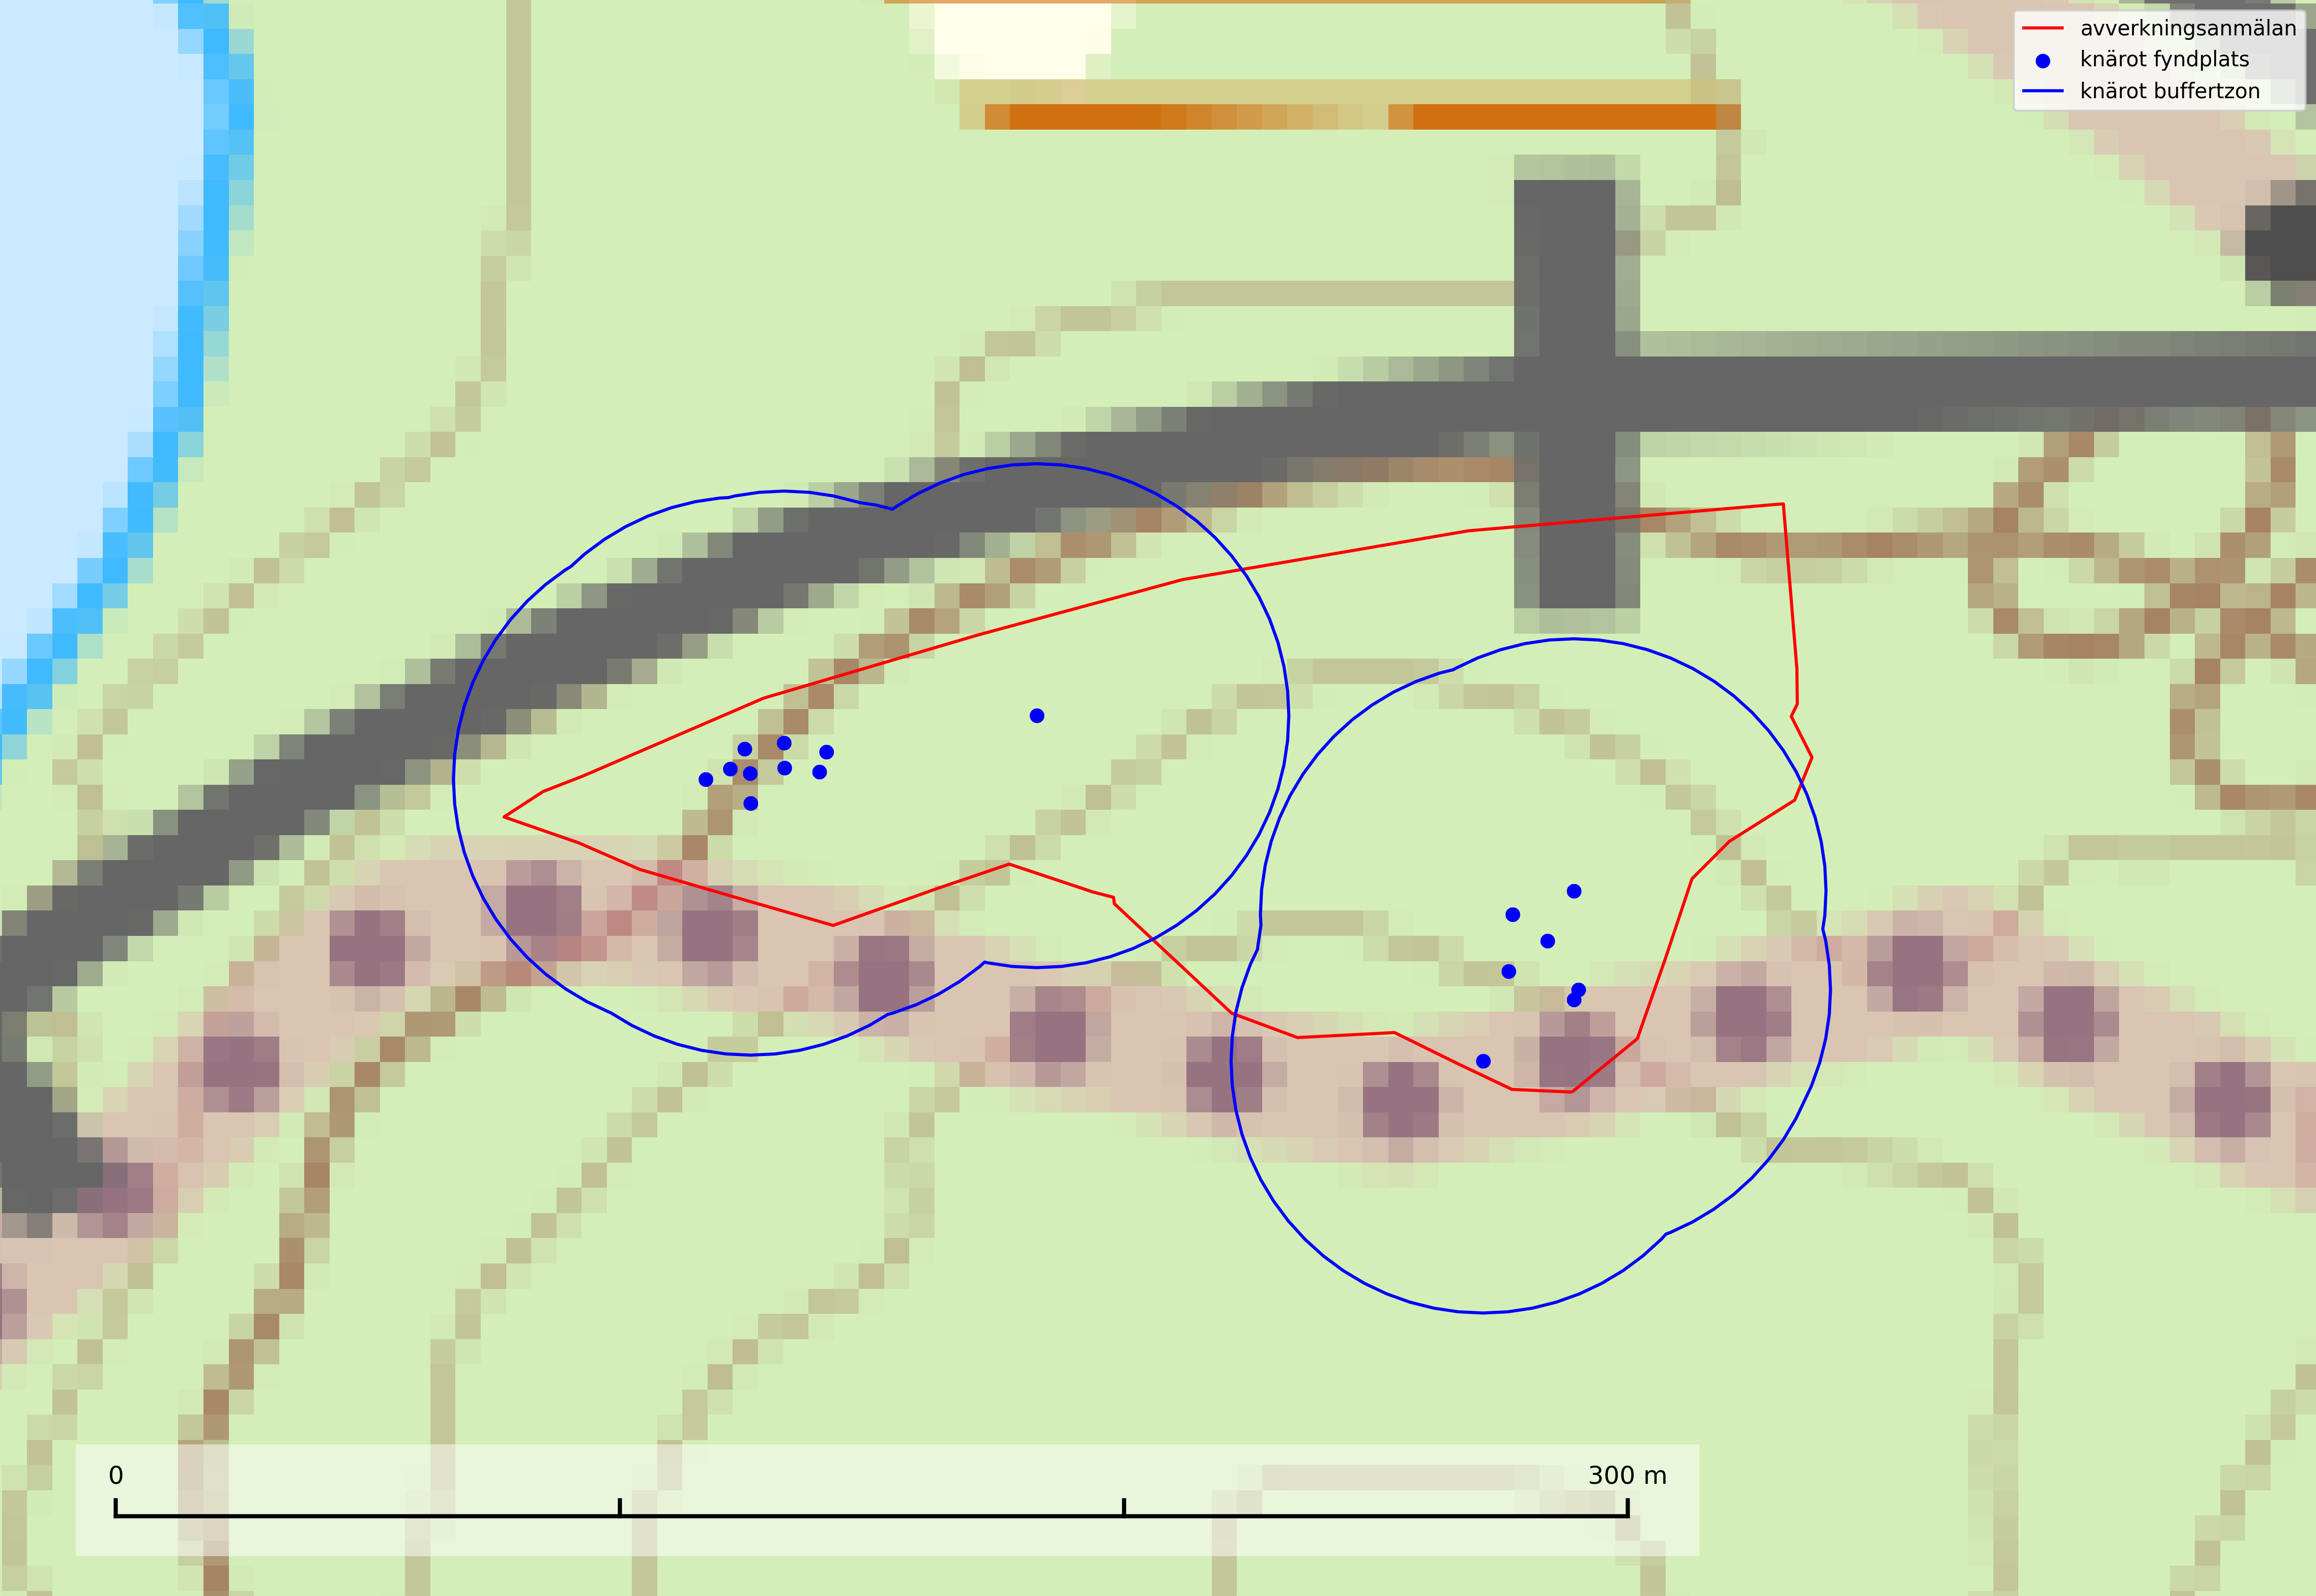 avverkningsanmälan
knärot fyndplats
knärot buffertzon
0 300 m